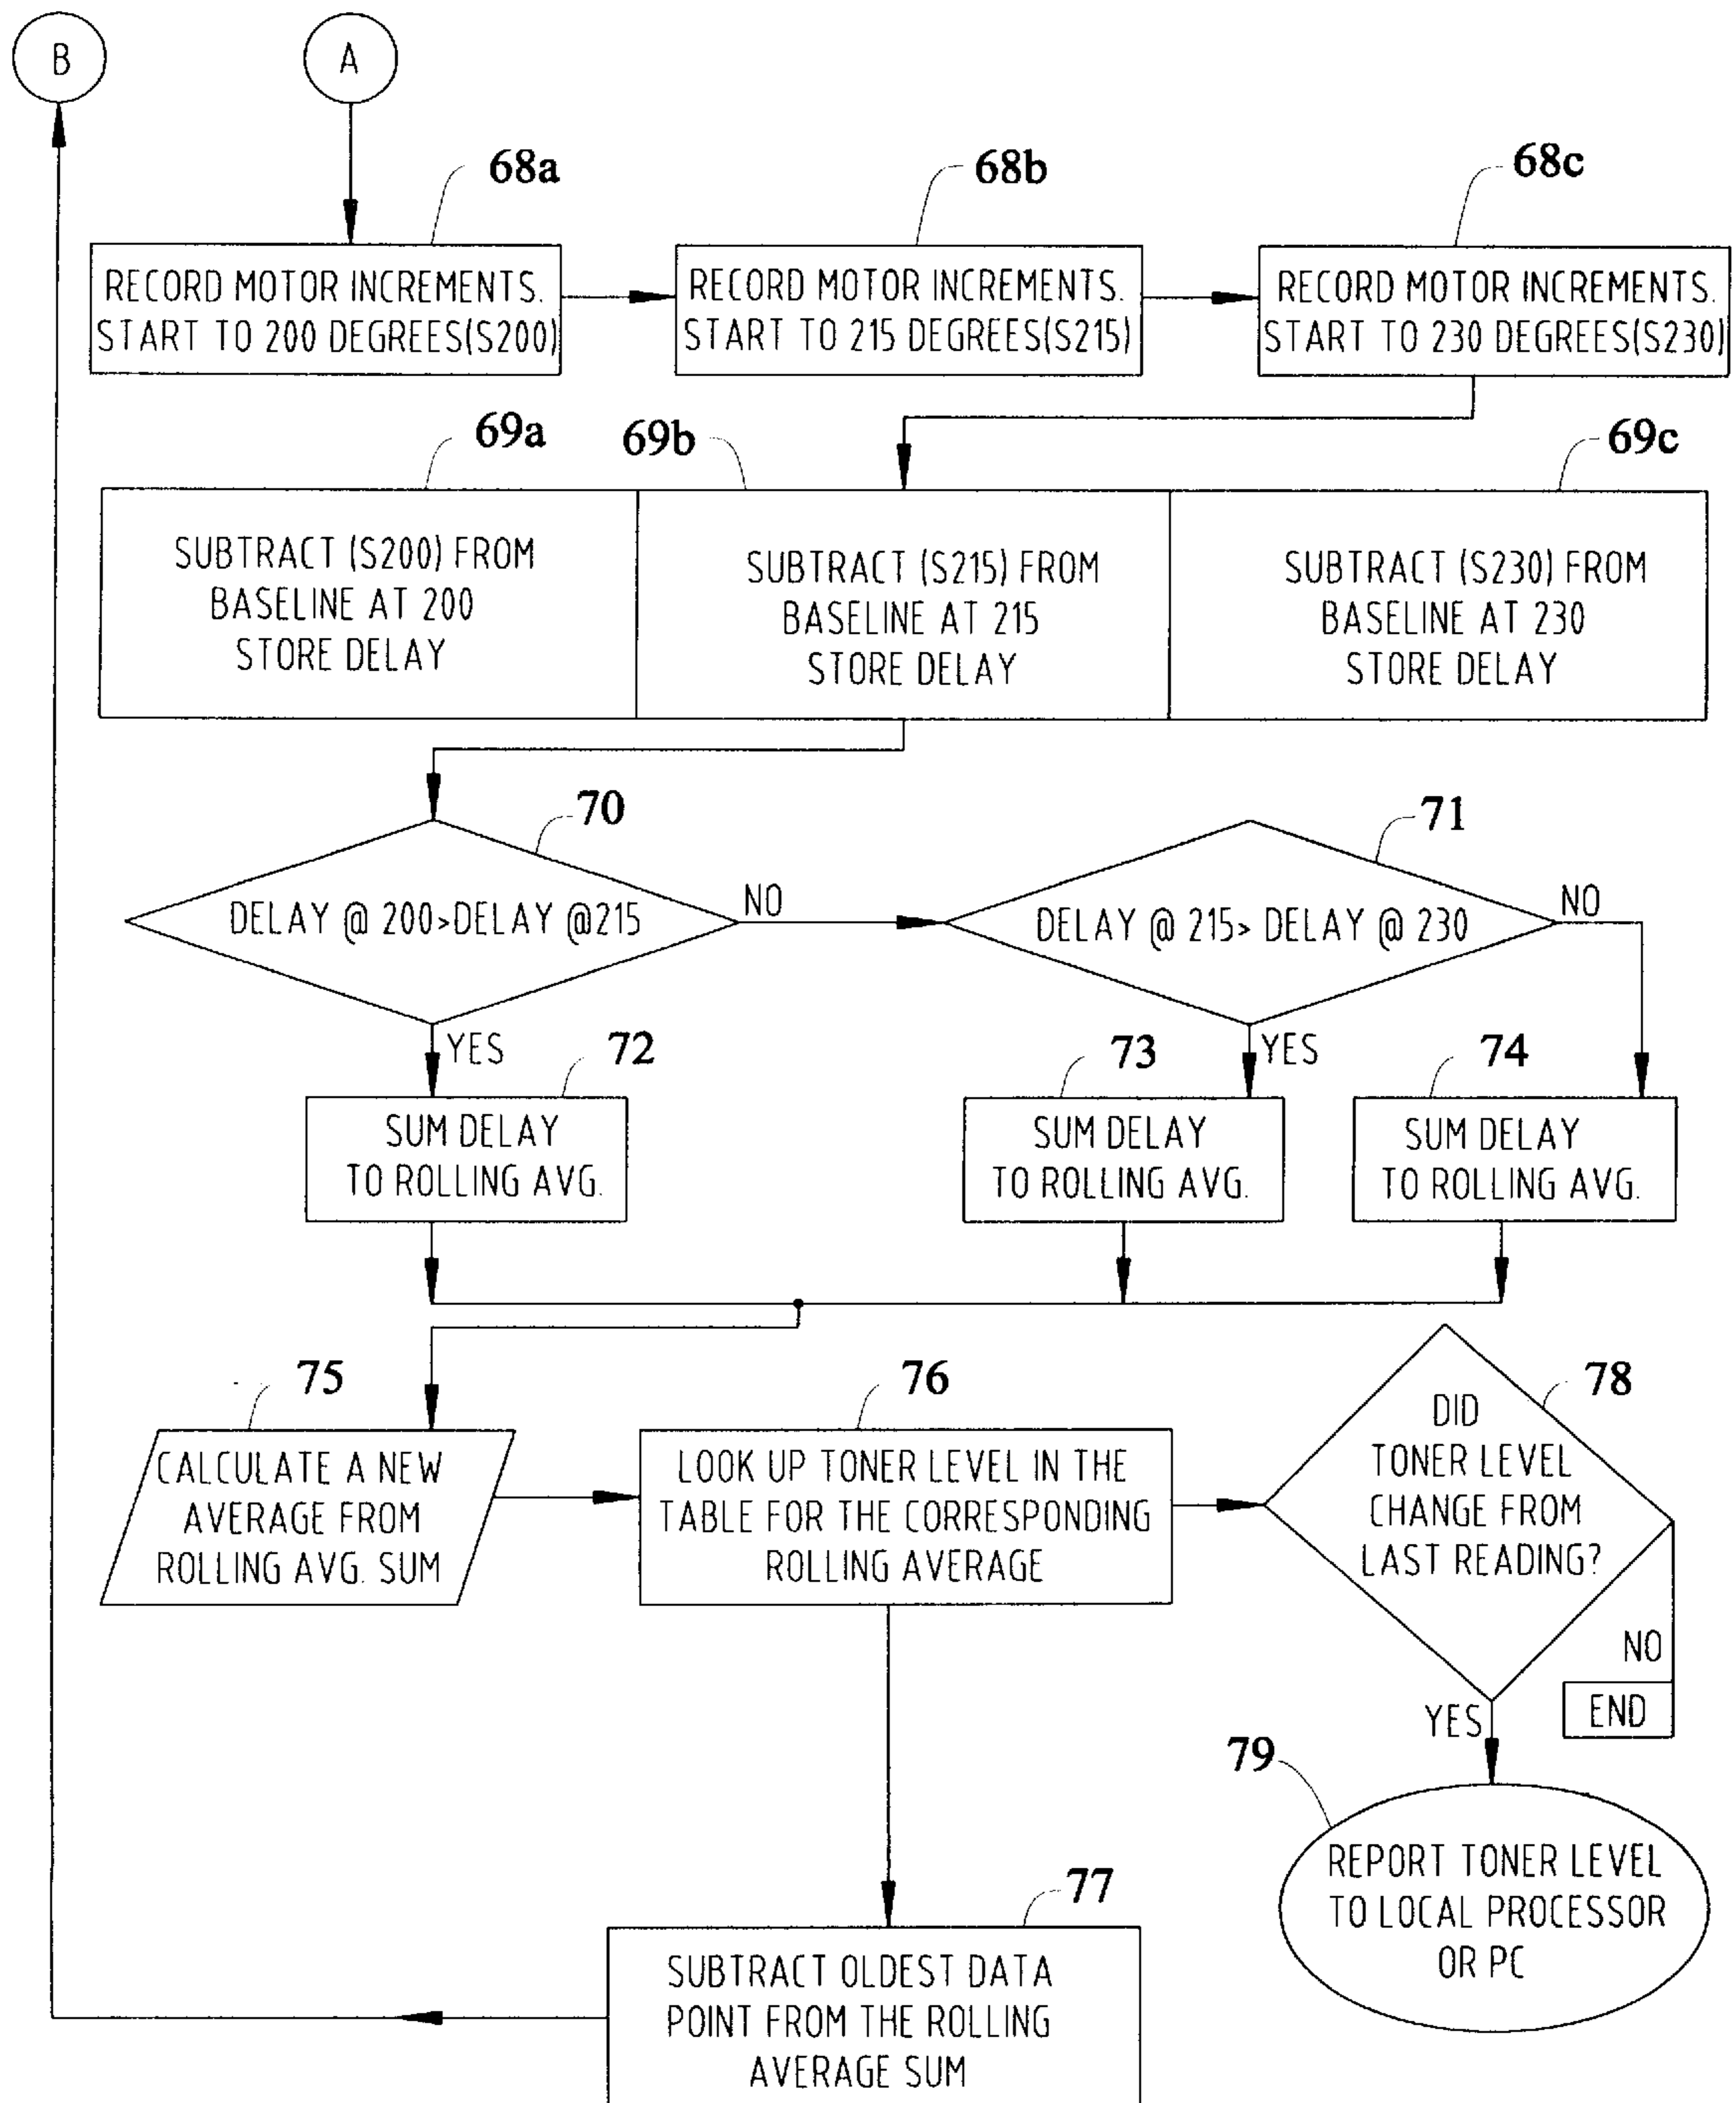 B
A
68a
68b
68c
RECORD MOTOR INCREMENTS.
START TO 200 DEGREES(S200)
RECORD MOTOR INCREMENTS.
START TO 215 DEGREES(S215)
RECORD MOTOR INCREMENTS.
START TO 230 DEGREES(S230)
69a
69b
69c
SUBTRACT (S200) FROM
BASELINE AT 200
STORE DELAY
SUBTRACT (S215) FROM
BASELINE AT 215
STORE DELAY
SUBTRACT (S230) FROM
BASELINE AT 230
STORE DELAY
70
71
DELAY @ 200>DELAY @215
NO
DELAY @ 215> DELAY @ 230
NO
YES
72
73
YES
74
SUM DELAY
TO ROLLING AVG.
SUM DELAY
TO ROLLING AVG.
SUM DELAY
TO ROLLING AVG.
75
76
78
CALCULATE A NEW
AVERAGE FROM
ROLLING AVG. SUM
LOOK UP TONER LEVEL IN THE
TABLE FOR THE CORRESPONDING
ROLLING AVERAGE
DID
TONER LEVEL
CHANGE FROM
LAST READING?
NO
END
YES
79
REPORT TONER LEVEL
TO LOCAL PROCESSOR
OR PC
77
SUBTRACT OLDEST DATA
POINT FROM THE ROLLING
AVERAGE SUM